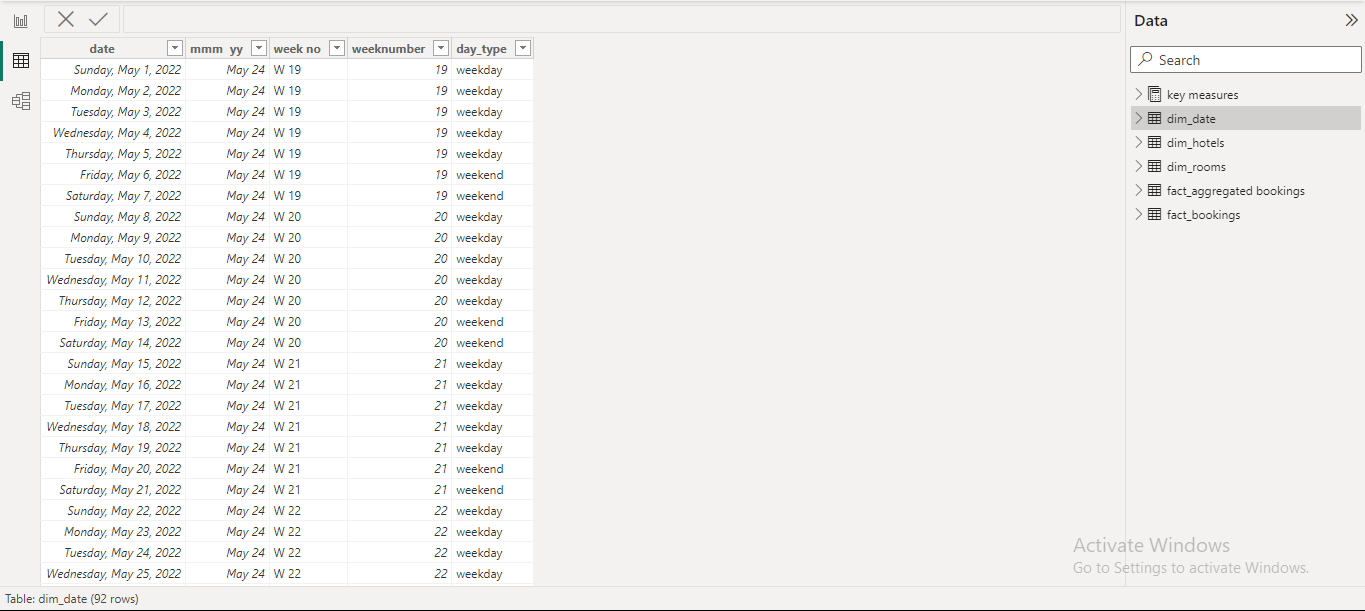 Data
date mmm yy week no weeknumber day_type
Search
Sunday, May 1, 2022 May 24 W 19 19 weekday
Monday, May 2, 2022 May 24 W 19 19 weekday
key measures
Tuesday, May 3, 2022 May 24 W 19 19 weekday
dim_date
Wednesday, May 4, 2022 May 24 W 19 19 weekday
dim_hotels
Thursday, May 5, 2022 May 24 W 19 19 weekday
dim_rooms
Friday, May 6, 2022 May 24 W 19 19 weekend
fact_aggregated bookings
Saturday, May 7, 2022 May 24 W 19 19 weekend
fact_bookings
Sunday, May 8, 2022 May 24 W 20 20 weekday
Monday, May 9, 2022 May 24 W 20 20 weekday
Tuesday, May 10, 2022 May 24 W 20 20 weekday
Wednesday, May 11, 2022 May 24 W 20 20 weekday
Thursday, May 12, 2022 May 24 W 20 20 weekday
Friday, May 13, 2022 May 24 W 20 20 weekend
Saturday, May 14, 2022 May 24 W 20 20 weekend
Sunday, May 15, 2022 May 24 W 21 21 weekday
Monday, May 16, 2022 May 24 W 21 21 weekday
Tuesday, May 17, 2022 May 24 W 21 21 weekday
Wednesday, May 18, 2022 May 24 W 21 21 weekday
Thursday, May 19, 2022 May 24 W 21 21 weekday
Friday, May 20, 2022 May 24 W 21 21 weekend
Saturday, May 21, 2022 May 24 W 21 21 weekend
Sunday, May 22, 2022 May 24 W 22 22 weekday
Monday, May 23, 2022 May 24 W 22 22 weekday
Tuesday, May 24, 2022 May 24 W 22 22 weekday
Wednesday, May 25, 2022 May 24 W 22 22 weekday
Activate Windows
Go to Settings to activate Windows.
Table: dim_date (92 rows)